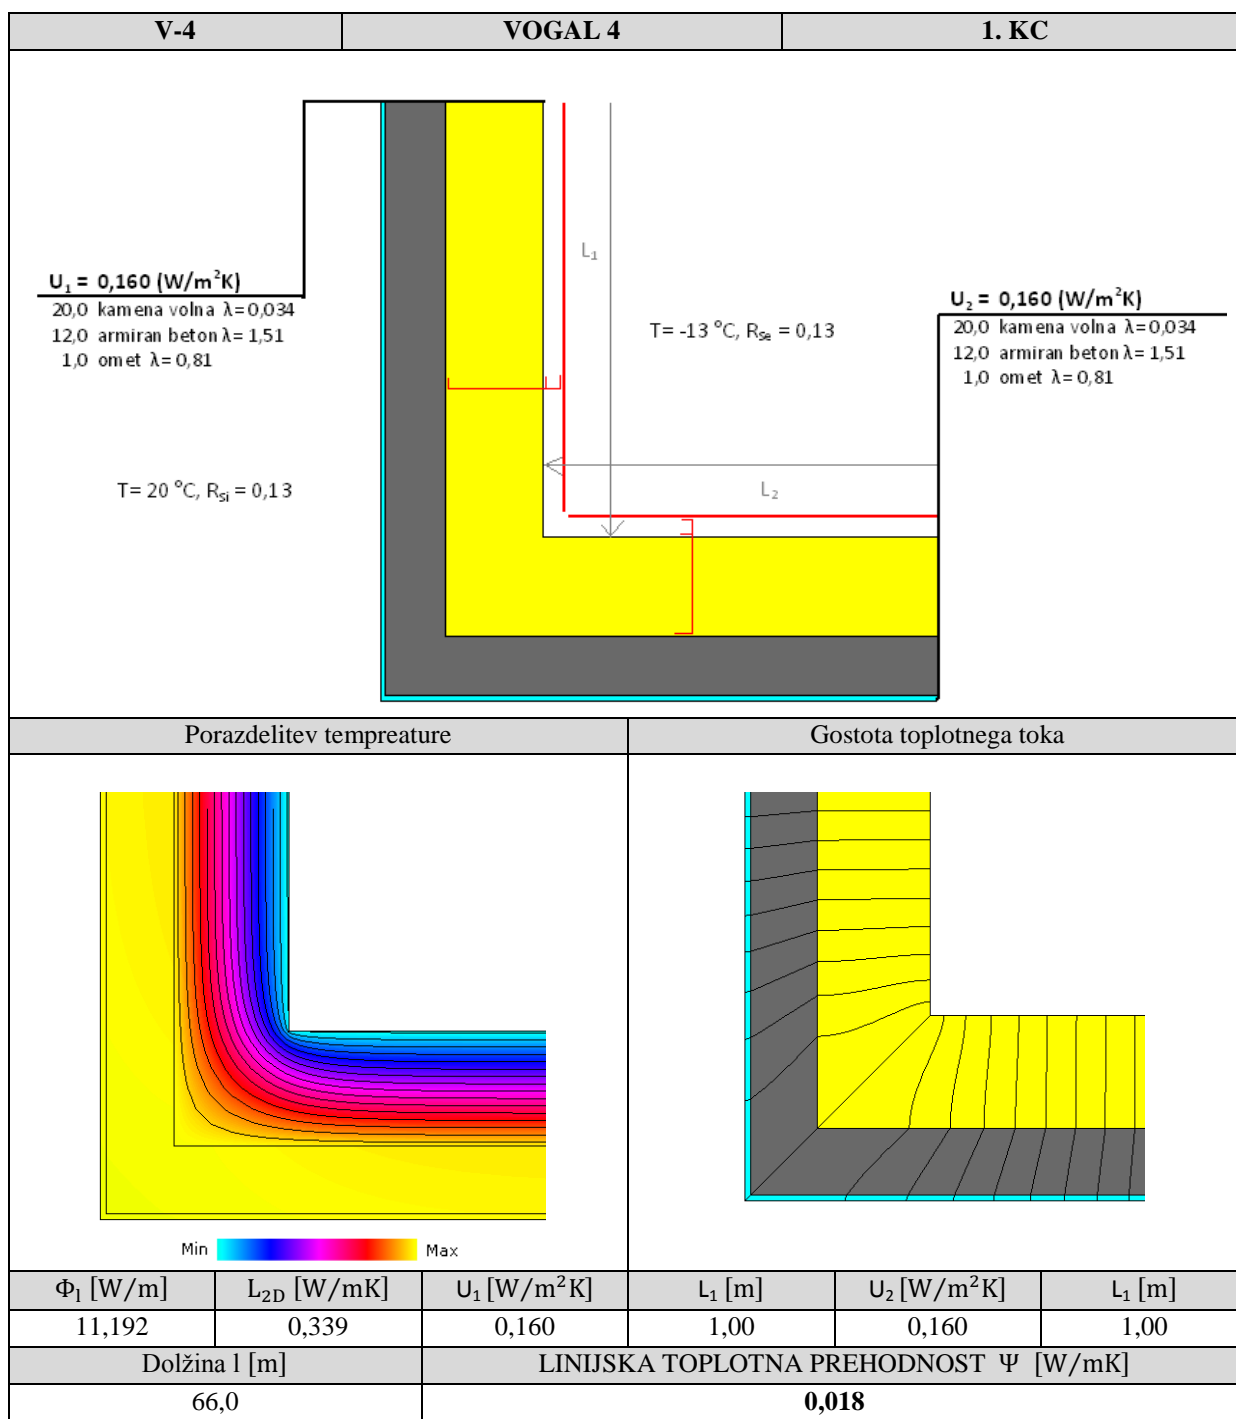 V-4 VOGAL 4 1. KC
L₁
U₁ = 0,160 (W/m²K)
20,0 kamena volna λ=0,034
12,0 armiran beton λ= 1,51
1,0 omet λ=0,81
T= -13 °C, Rse = 0,13
U₂ = 0,160 (W/m²K)
20,0 kamena volna λ=0,034
12,0 armiran beton λ= 1,51
1,0 omet λ=0,81
T= 20 °C, Rsi = 0,13
L₂
Porazdelitev tempreature Gostota toplotnega toka
Min Max
Φl [W/m] L2D [W/mK] U₁ [W/m²K] L₁ [m] U₂ [W/m²K] L₁ [m]
11,192 0,339 0,160 1,00 0,160 1,00
Dolžina l [m] LINIJSKA TOPLOTNA PREHODNOST Ψ [W/mK]
66,0 0,018